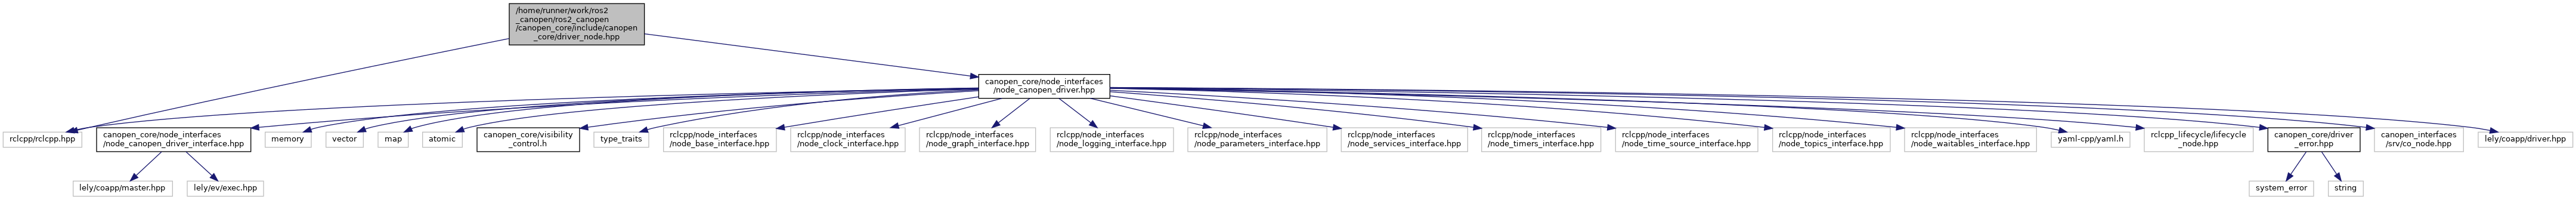 /home/runner/work/ros2
_canopen/ros2_canopen
/canopen_core/include/canopen
_core/driver_node.hpp
canopen_core/node_interfaces
/node_canopen_driver.hpp
rclcpp/rclcpp.hpp
canopen_core/node_interfaces
/node_canopen_driver_interface.hpp
memory
vector
map
atomic
canopen_core/visibility
_control.h
type_traits
rclcpp/node_interfaces
/node_base_interface.hpp
rclcpp/node_interfaces
/node_clock_interface.hpp
rclcpp/node_interfaces
/node_graph_interface.hpp
rclcpp/node_interfaces
/node_logging_interface.hpp
rclcpp/node_interfaces
/node_parameters_interface.hpp
rclcpp/node_interfaces
/node_services_interface.hpp
rclcpp/node_interfaces
/node_timers_interface.hpp
rclcpp/node_interfaces
/node_time_source_interface.hpp
rclcpp/node_interfaces
/node_topics_interface.hpp
rclcpp/node_interfaces
/node_waitables_interface.hpp
yaml-cpp/yaml.h
rclcpp_lifecycle/lifecycle
_node.hpp
canopen_core/driver
_error.hpp
canopen_interfaces
/srv/co_node.hpp
lely/coapp/driver.hpp
lely/coapp/master.hpp
lely/ev/exec.hpp
system_error
string